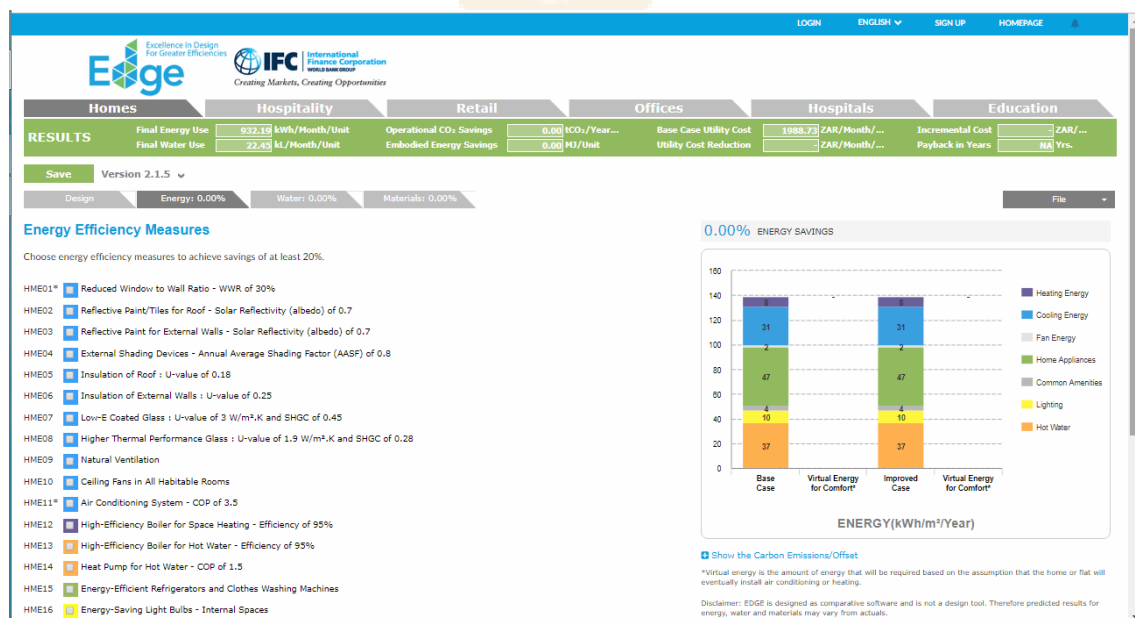 LOGIN ENGLISH SIGN UP HOMEPAGE
Excellence in Design
For Greater Efficiencies
Edge
IFC International Finance Corporation
WORLD BANK GROUP
Creating Markets, Creating Opportunities
Homes Hospitality Retail Offices Hospitals Education
RESULTS
Final Energy Use 932.19 kWh/Month/Unit Operational CO₂ Savings 0.00 tCO₂/Year... Base Case Utility Cost 1988.73 ZAR/Month/... Incremental Cost - ZAR/...
Final Water Use 22.45 kL/Month/Unit Embodied Energy Savings 0.00 MJ/Unit Utility Cost Reduction - ZAR/Month/... Payback in Years NA Yrs.
Save Version 2.1.5
Design Energy: 0.00% Water: 0.00% Materials: 0.00% File
Energy Efficiency Measures
Choose energy efficiency measures to achieve savings of at least 20%.
HME01* Reduced Window to Wall Ratio - WWR of 30%
HME02 Reflective Paint/Tiles for Roof - Solar Reflectivity (albedo) of 0.7
HME03 Reflective Paint for External Walls - Solar Reflectivity (albedo) of 0.7
HME04 External Shading Devices - Annual Average Shading Factor (AASF) of 0.8
HME05 Insulation of Roof : U-value of 0.18
HME06 Insulation of External Walls : U-value of 0.25
HME07 Low-E Coated Glass : U-value of 3 W/m².K and SHGC of 0.45
HME08 Higher Thermal Performance Glass : U-value of 1.9 W/m².K and SHGC of 0.28
HME09 Natural Ventilation
HME10 Ceiling Fans in All Habitable Rooms
HME11* Air Conditioning System - COP of 3.5
HME12 High-Efficiency Boiler for Space Heating - Efficiency of 95%
HME13 High-Efficiency Boiler for Hot Water - Efficiency of 95%
HME14 Heat Pump for Hot Water - COP of 1.5
HME15 Energy-Efficient Refrigerators and Clothes Washing Machines
HME16 Energy-Saving Light Bulbs - Internal Spaces
0.00% ENERGY SAVINGS
160
140
120
100
80
60
40
20
0
8 - 8 -
31 31
2 2
47 47
4 4
10 10
37 37
Base Case
Virtual Energy for Comfort*
Improved Case
Virtual Energy for Comfort*
ENERGY(kWh/m²/Year)
Heating Energy
Cooling Energy
Fan Energy
Home Appliances
Common Amenities
Lighting
Hot Water
Show the Carbon Emissions/Offset
*Virtual energy is the amount of energy that will be required based on the assumption that the home or flat will
eventually install air conditioning or heating.
Disclaimer: EDGE is designed as comparative software and is not a design tool. Therefore predicted results for
energy, water and materials may vary from actuals.